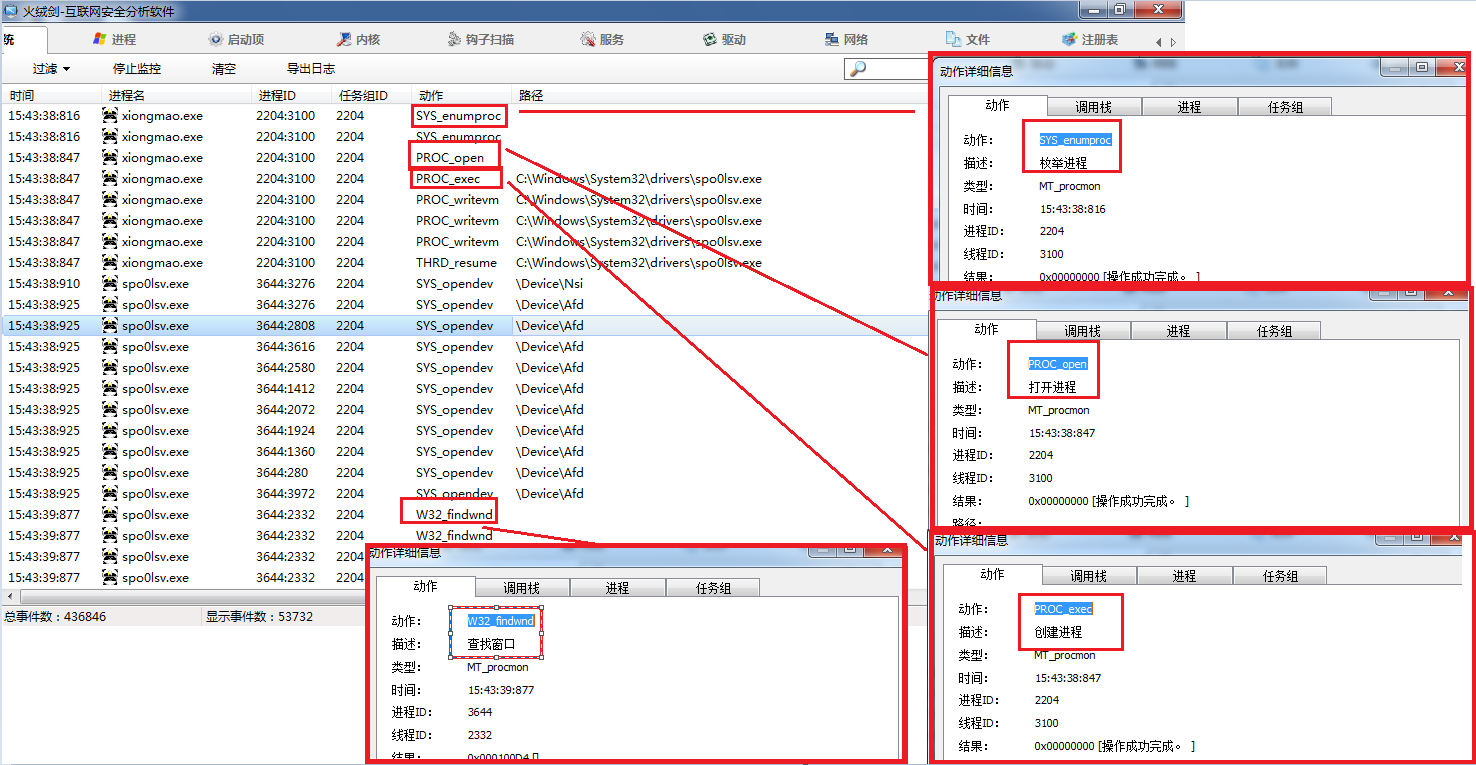 火绒剑-互联网安全分析软件
统 进程 启动项 内核 钩子扫描 服务 驱动 网络 文件 注册表
过滤 停止监控 清空 导出日志
时间 进程名 进程ID 任务组ID 动作 路径
15:43:38:816 xiongmao.exe 2204:3100 2204 SYS_enumproc
15:43:38:816 xiongmao.exe 2204:3100 2204 SYS_enumproc
15:43:38:847 xiongmao.exe 2204:3100 2204 PROC_open
15:43:38:847 xiongmao.exe 2204:3100 2204 PROC_exec C:\Windows\System32\drivers\spo0lsv.exe
15:43:38:847 xiongmao.exe 2204:3100 2204 PROC_writevm C:\Windows\System32\drivers\spo0lsv.exe
15:43:38:847 xiongmao.exe 2204:3100 2204 PROC_writevm C:\Windows\System32\drivers\spo0lsv.exe
15:43:38:847 xiongmao.exe 2204:3100 2204 PROC_writevm C:\Windows\System32\drivers\spo0lsv.exe
15:43:38:847 xiongmao.exe 2204:3100 2204 THRD_resume C:\Windows\System32\drivers\spo0lsv.exe
15:43:38:910 spo0lsv.exe 3644:3276 2204 SYS_opendev \Device\Nsi
15:43:38:925 spo0lsv.exe 3644:3276 2204 SYS_opendev \Device\Afd
15:43:38:925 spo0lsv.exe 3644:2808 2204 SYS_opendev \Device\Afd
15:43:38:925 spo0lsv.exe 3644:3616 2204 SYS_opendev \Device\Afd
15:43:38:925 spo0lsv.exe 3644:2580 2204 SYS_opendev \Device\Afd
15:43:38:925 spo0lsv.exe 3644:1412 2204 SYS_opendev \Device\Afd
15:43:38:925 spo0lsv.exe 3644:2072 2204 SYS_opendev \Device\Afd
15:43:38:925 spo0lsv.exe 3644:1924 2204 SYS_opendev \Device\Afd
15:43:38:925 spo0lsv.exe 3644:1360 2204 SYS_opendev \Device\Afd
15:43:38:925 spo0lsv.exe 3644:280 2204 SYS_opendev \Device\Afd
15:43:38:925 spo0lsv.exe 3644:3972 2204 SYS_opendev \Device\Afd
15:43:39:877 spo0lsv.exe 3644:2332 2204 W32_findwnd
15:43:39:877 spo0lsv.exe 3644:2332 2204 W32_findwnd
15:43:39:877 spo0lsv.exe 3644:2332 2204
15:43:39:877 spo0lsv.exe 3644:2332 2204
总事件数：436846 显示事件数：53732
动作详细信息
动作 调用栈 进程 任务组
动作： SYS_enumproc
描述： 枚举进程
类型： MT_procmon
时间： 15:43:38:816
进程ID： 2204
线程ID： 3100
结果： 0x00000000 [操作成功完成。 ]
动作详细信息
动作 调用栈 进程 任务组
动作： PROC_open
描述： 打开进程
类型： MT_procmon
时间： 15:43:38:847
进程ID： 2204
线程ID： 3100
结果： 0x00000000 [操作成功完成。 ]
路径：
动作详细信息
动作 调用栈 进程 任务组
动作： PROC_exec
描述： 创建进程
类型： MT_procmon
时间： 15:43:38:847
进程ID： 2204
线程ID： 3100
结果： 0x00000000 [操作成功完成。 ]
动作详细信息
动作 调用栈 进程 任务组
动作： W32_findwnd
描述： 查找窗口
类型： MT_procmon
时间： 15:43:39:877
进程ID： 3644
线程ID： 2332
结果： 0x000100D4 []